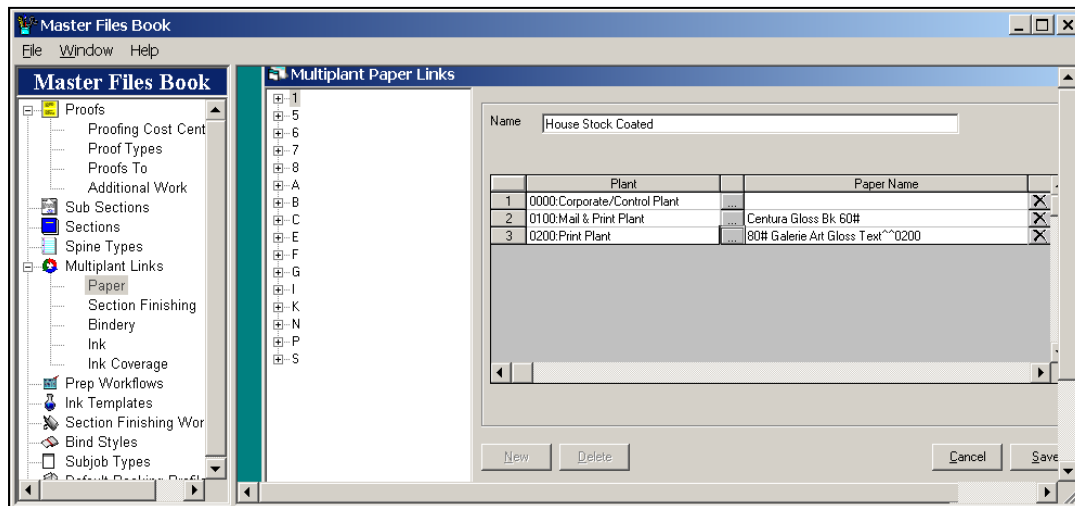 Master Files Book
File Window Help
Master Files Book
Proofs
Proofing Cost Cent
Proof Types
Proofs To
Additional Work
Sub Sections
Sections
Spine Types
Multiplant Links
Paper
Section Finishing
Bindery
Ink
Ink Coverage
Prep Workflows
Ink Templates
Section Finishing Wor
Bind Styles
Subjob Types
Multiplant Paper Links
1
5
6
7
8
A
B
C
E
F
G
I
K
N
P
S
Name House Stock Coated
Plant Paper Name
1 0000:Corporate/Control Plant ... X
2 0100:Mail & Print Plant ... Centura Gloss Bk 60# X
3 0200:Print Plant ... 80# Galerie Art Gloss Text^^0200 X
New Delete Cancel Save